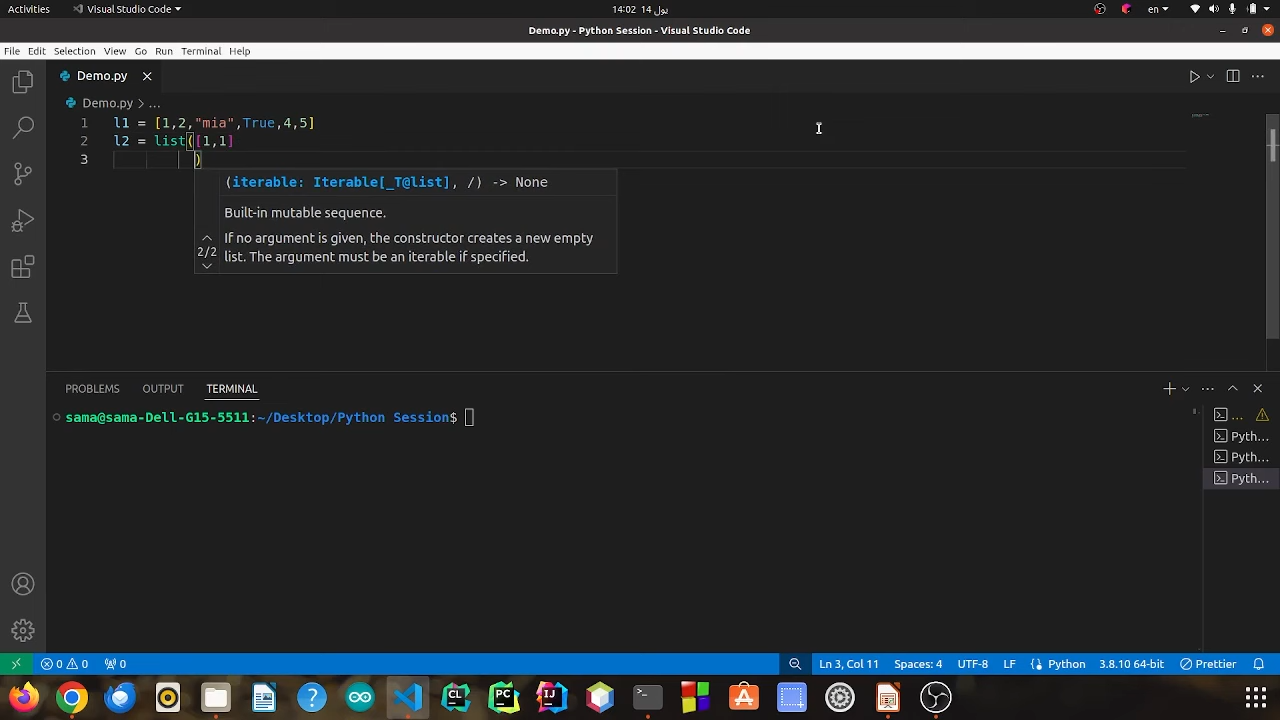 Activities
Visual Studio Code
14 يول 14:02
en
Demo.py - Python Session - Visual Studio Code
File Edit Selection View Go Run Terminal Help
Demo.py
Demo.py > ...
1 l1 = [1,2,"mia",True,4,5]
2 l2 = list([1,1]
3 )
(iterable: Iterable[_T@list], /) -> None
Built-in mutable sequence.
2/2
If no argument is given, the constructor creates a new empty
list. The argument must be an iterable if specified.
PROBLEMS OUTPUT TERMINAL
sama@sama-Dell-G15-5511:~/Desktop/Python Session$
...
Pyth...
Pyth...
Pyth...
0 0 0
Ln 3, Col 11 Spaces: 4 UTF-8 LF Python 3.8.10 64-bit Prettier
CL
PC
IJ